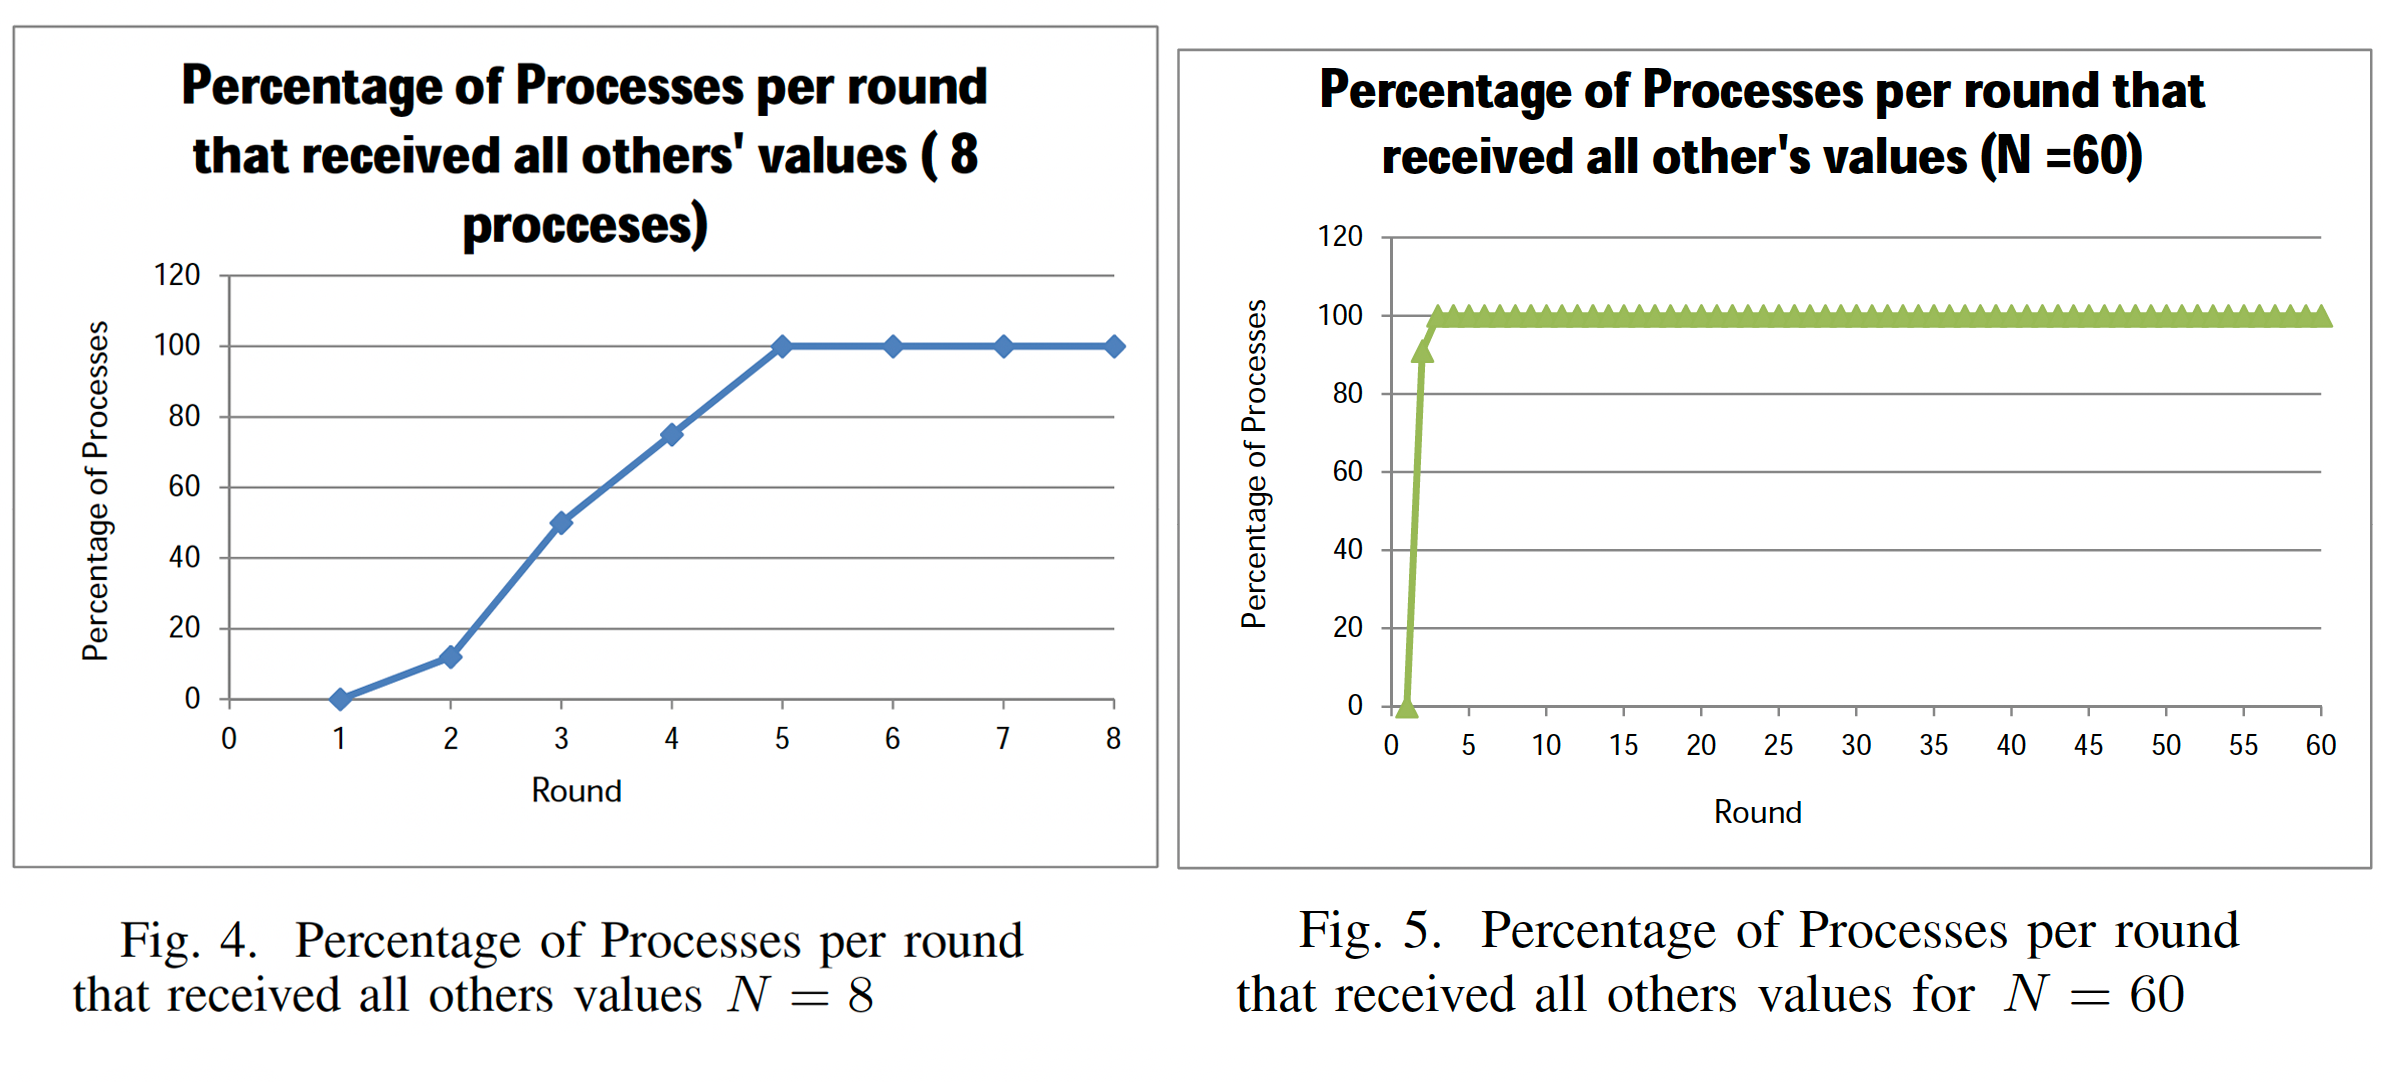 Percentage of Processes per round
that received all others' values ( 8
procceses)
120
100
80
60
40
20
0
Percentage of Processes
0 1 2 3 4 5 6 7 8
Round
Fig. 4. Percentage of Processes per round
that received all others values N = 8
Percentage of Processes per round that
received all other's values (N =60)
120
100
80
60
40
20
0
Percentage of Processes
0 5 10 15 20 25 30 35 40 45 50 55 60
Round
Fig. 5. Percentage of Processes per round
that received all others values for N = 60